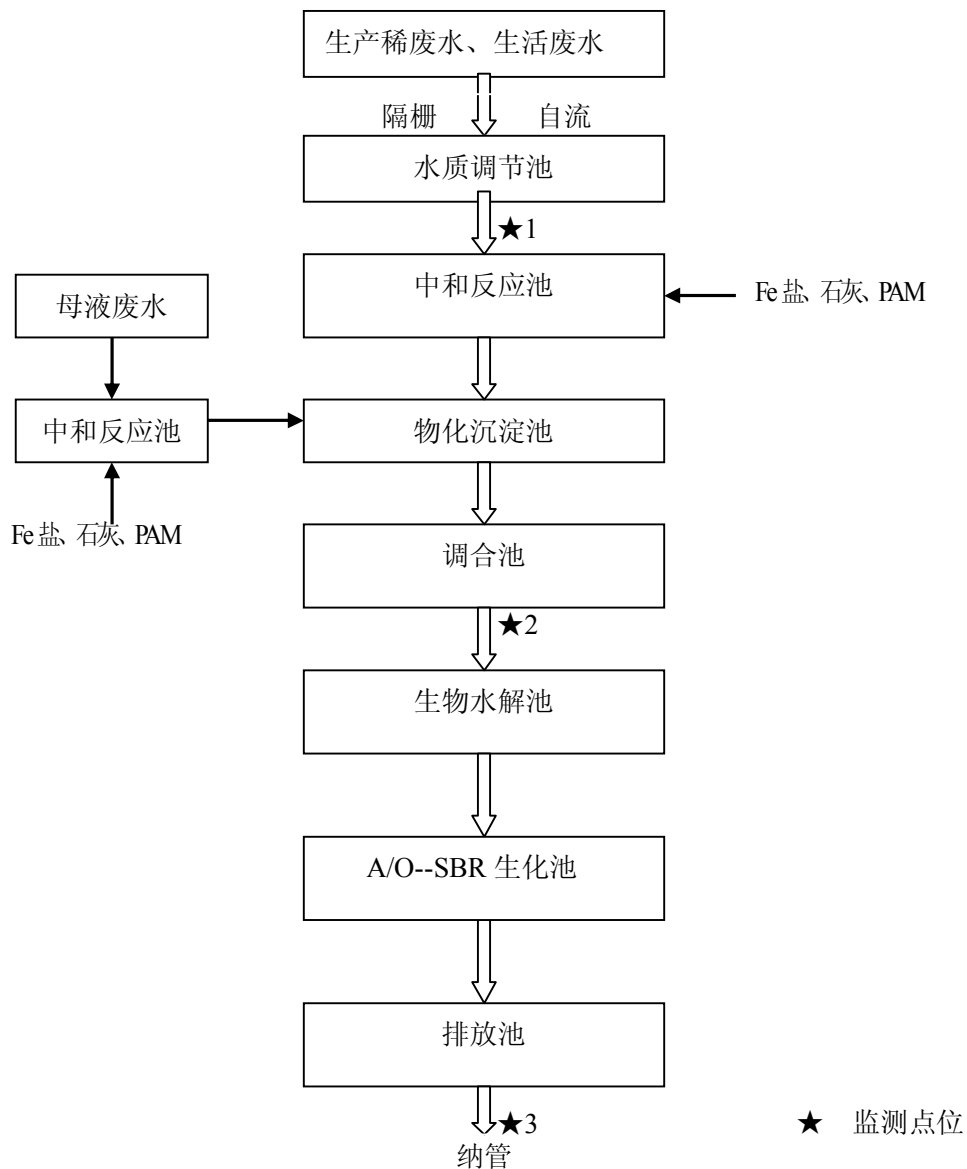 生产稀废水、生活废水
隔栅 自流
水质调节池
★1
中和反应池
Fe 盐、石灰、PAM
母液废水
中和反应池
物化沉淀池
Fe 盐、石灰、PAM
调合池
★2
生物水解池
A/O--SBR 生化池
排放池
★3
★ 监测点位
纳管